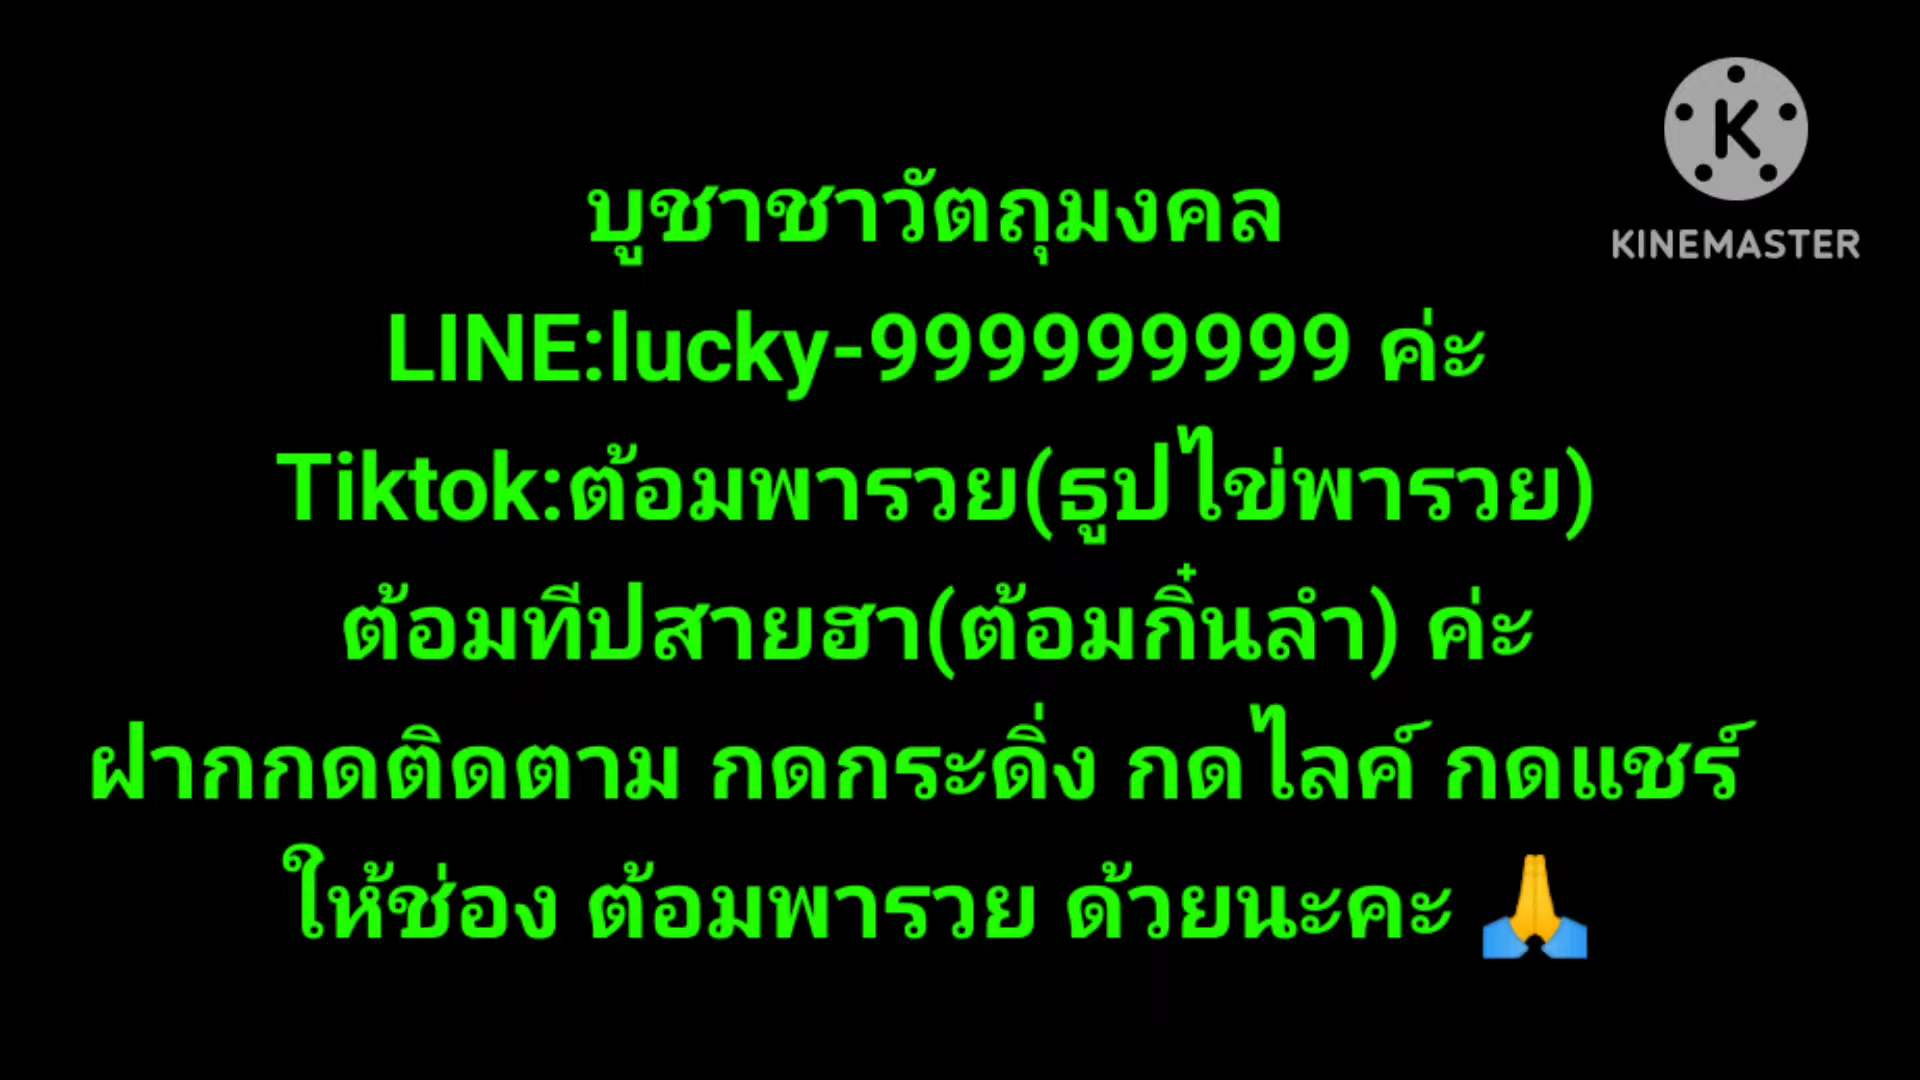 KINEMASTER
บูชาชาวัตถุมงคล
LINE:lucky-999999999 ค่ะ
Tiktok:ต้อมพารวย(ธูปไข่พารวย)
ต้อมทีปสายฮา(ต้อมกิ๋นลำ) ค่ะ
ฝากกดติดตาม กดกระดิ่ง กดไลค์ กดแชร์
ให้ช่อง ต้อมพารวย ด้วยนะคะ 🙏